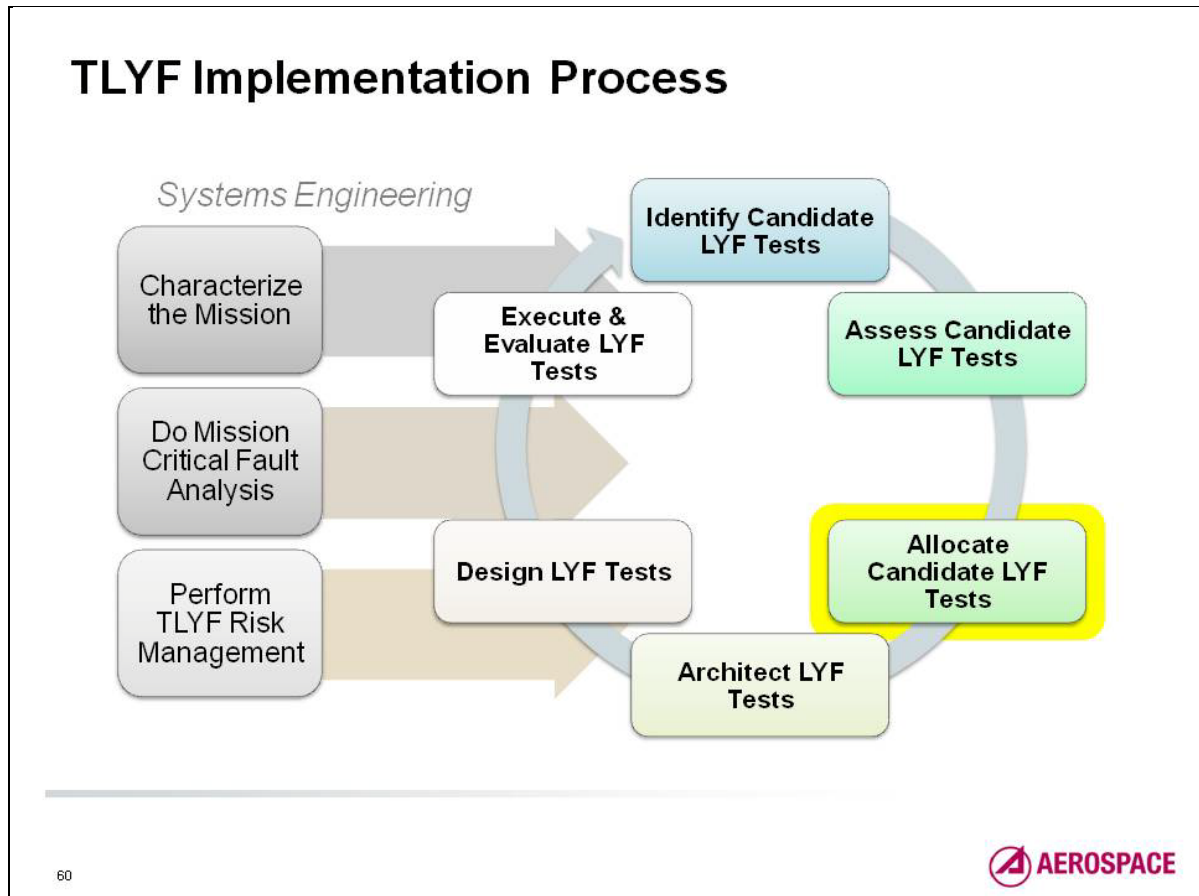 TLYF Implementation Process
Systems Engineering
Characterize
the Mission
Do Mission
Critical Fault
Analysis
Perform
TLYF Risk
Management
Identify Candidate
LYF Tests
Assess Candidate
LYF Tests
Allocate
Candidate LYF
Tests
Architect LYF
Tests
Design LYF Tests
Execute &
Evaluate LYF
Tests
60
AEROSPACE